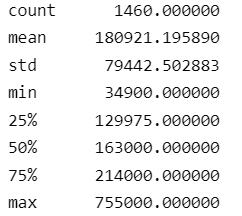 count 1460.000000
mean 180921.195890
std 79442.502883
min 34900.000000
25% 129975.000000
50% 163000.000000
75% 214000.000000
max 755000.000000